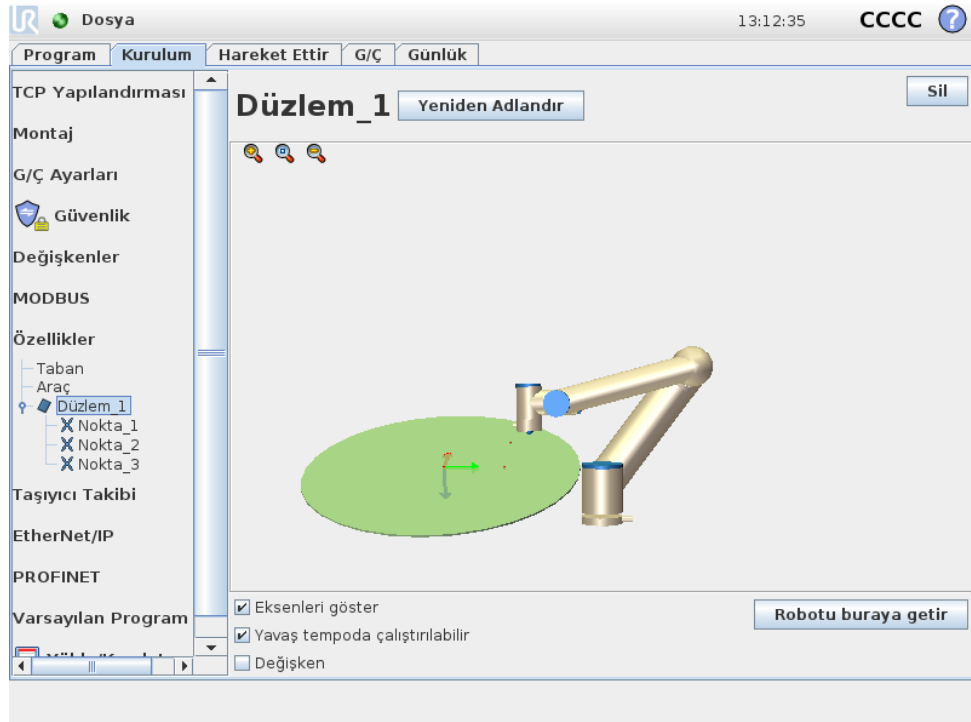 UR Dosya 13:12:35 CCCC ?
Program Kurulum Hareket Ettir G/Ç Günlük
TCP Yapılandırması
Montaj
G/Ç Ayarları
Güvenlik
Değişkenler
MODBUS
Özellikler
Taban
Araç
Düzlem_1
Nokta_1
Nokta_2
Nokta_3
Taşıyıcı Takibi
EtherNet/IP
PROFINET
Varsayılan Program
Düzlem_1 Yeniden Adlandır Sil
Eksenleri göster
Yavaş tempoda çalıştırılabilir
Değişken
Robotu buraya getir